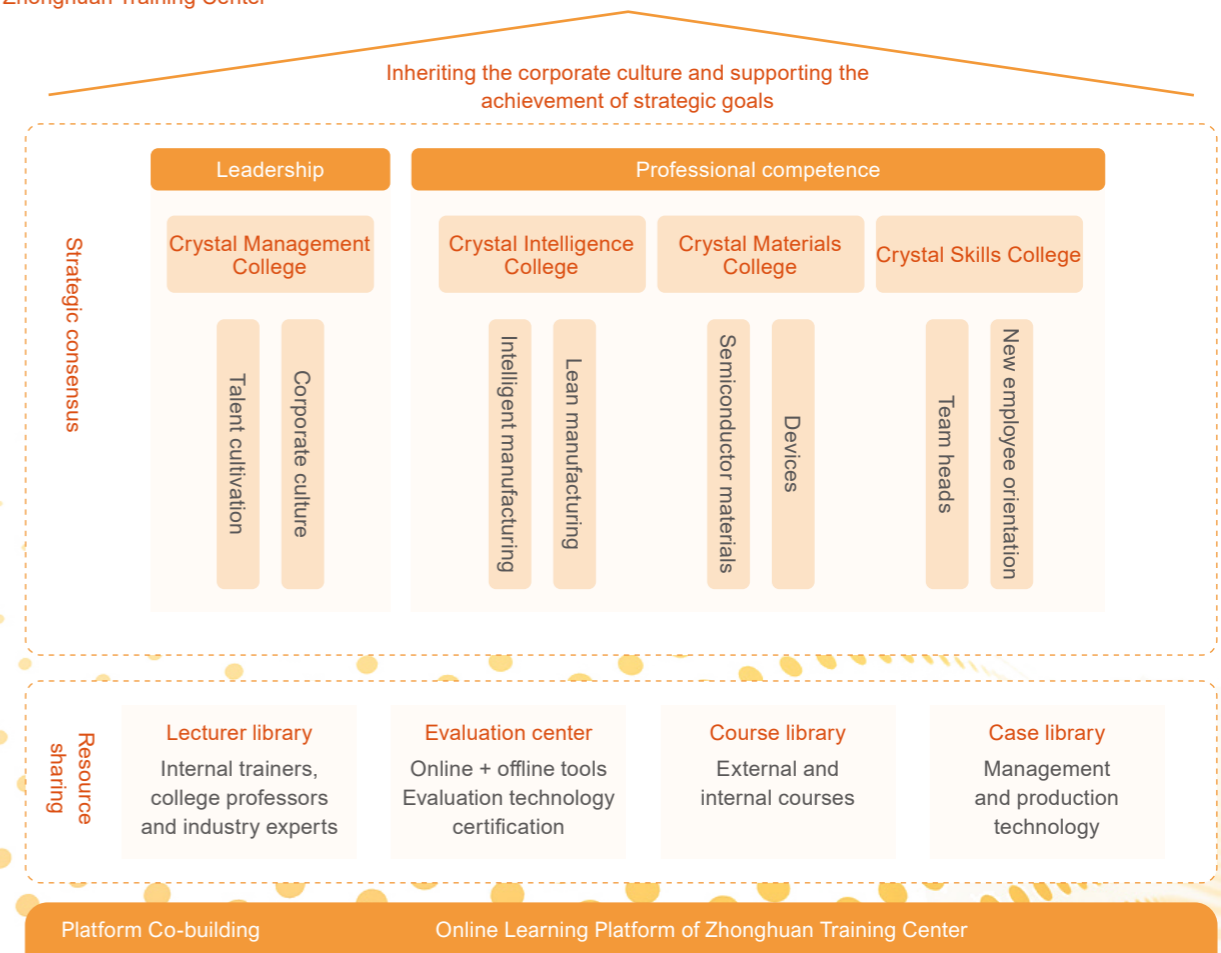 Zhonghuan Training Center
Inheriting the corporate culture and supporting the
achievement of strategic goals
Strategic consensus
Leadership
Professional competence
Crystal Management
College
Crystal Intelligence
College
Crystal Materials
College
Crystal Skills College
Talent cultivation
Corporate culture
Intelligent manufacturing
Lean manufacturing
Semiconductor materials
Devices
Team heads
New employee orientation
Resource
sharing
Lecturer library
Internal trainers,
college professors
and industry experts
Evaluation center
Online + offline tools
Evaluation technology
certification
Course library
External and
internal courses
Case library
Management
and production
technology
Platform Co-building
Online Learning Platform of Zhonghuan Training Center